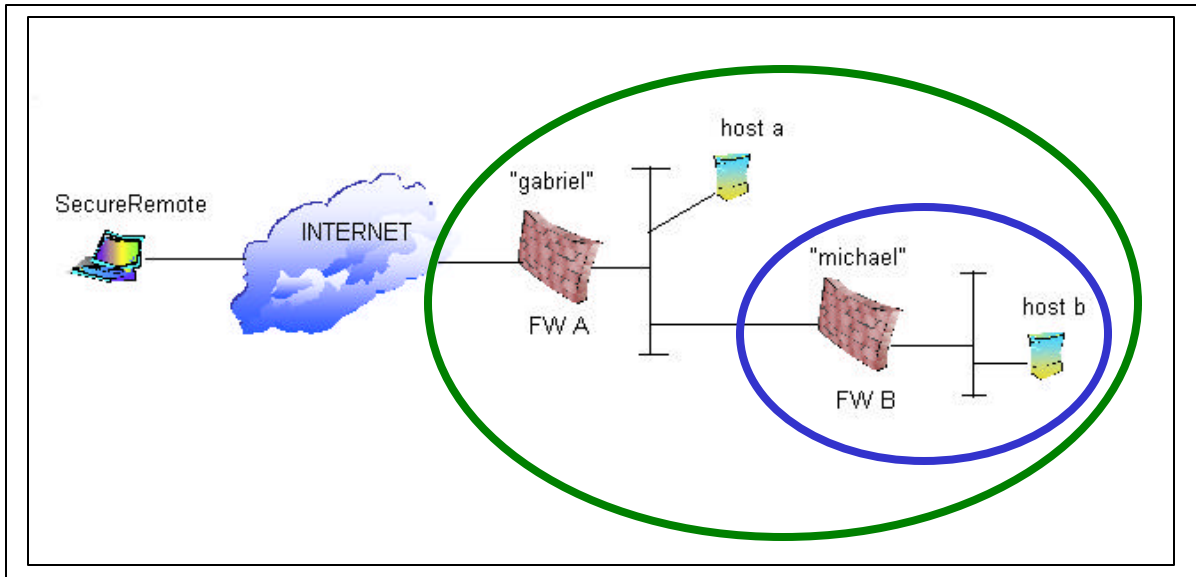 SecureRemote
INTERNET
"gabriel"
FW A
host a
"michael"
FW B
host b